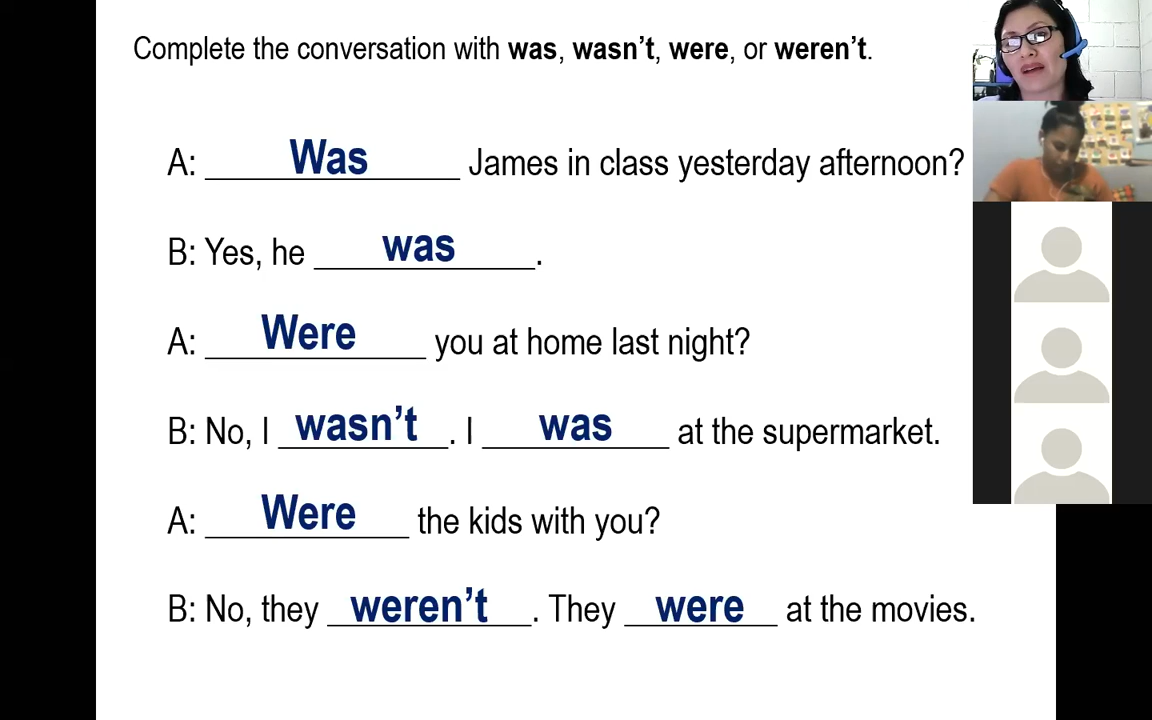 Complete the conversation with was, wasn’t, were, or weren’t.
A: Was James in class yesterday afternoon?
B: Yes, he was.
A: Were you at home last night?
B: No, I wasn’t. I was at the supermarket.
A: Were the kids with you?
B: No, they weren’t. They were at the movies.